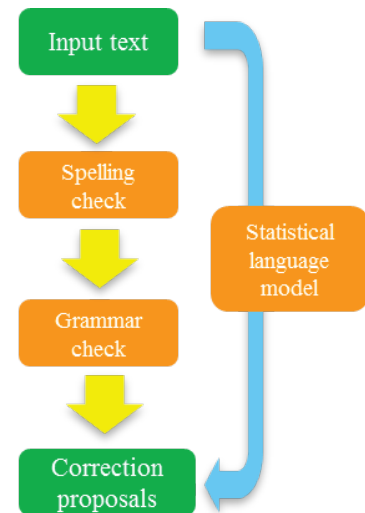 Input text
Spelling
check
Statistical
language
model
Grammar
check
Correction
proposals